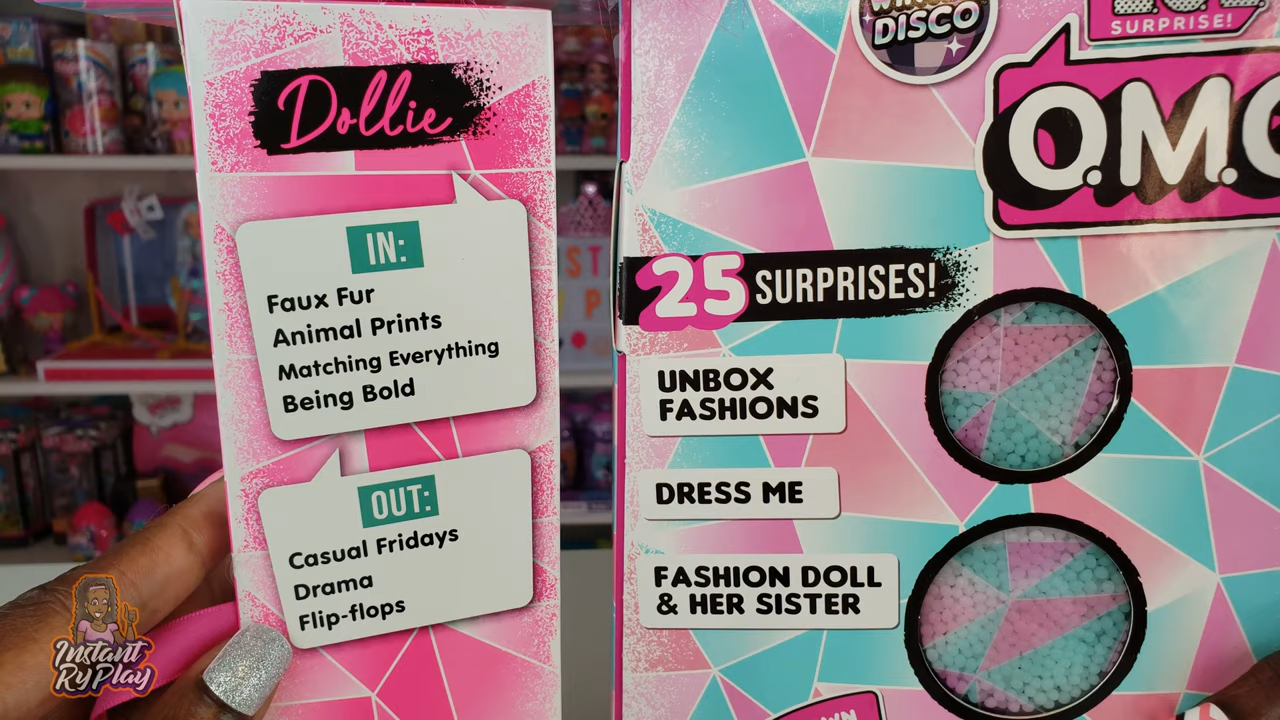 Dollie
IN:
Faux Fur
Animal Prints
Matching Everything
Being Bold
OUT:
Casual Fridays
Drama
Flip-flops
Instant
RyPlay
DISCO
SURPRISE!
O.M.G
25 SURPRISES!
UNBOX
FASHIONS
DRESS ME
FASHION DOLL
& HER SISTER